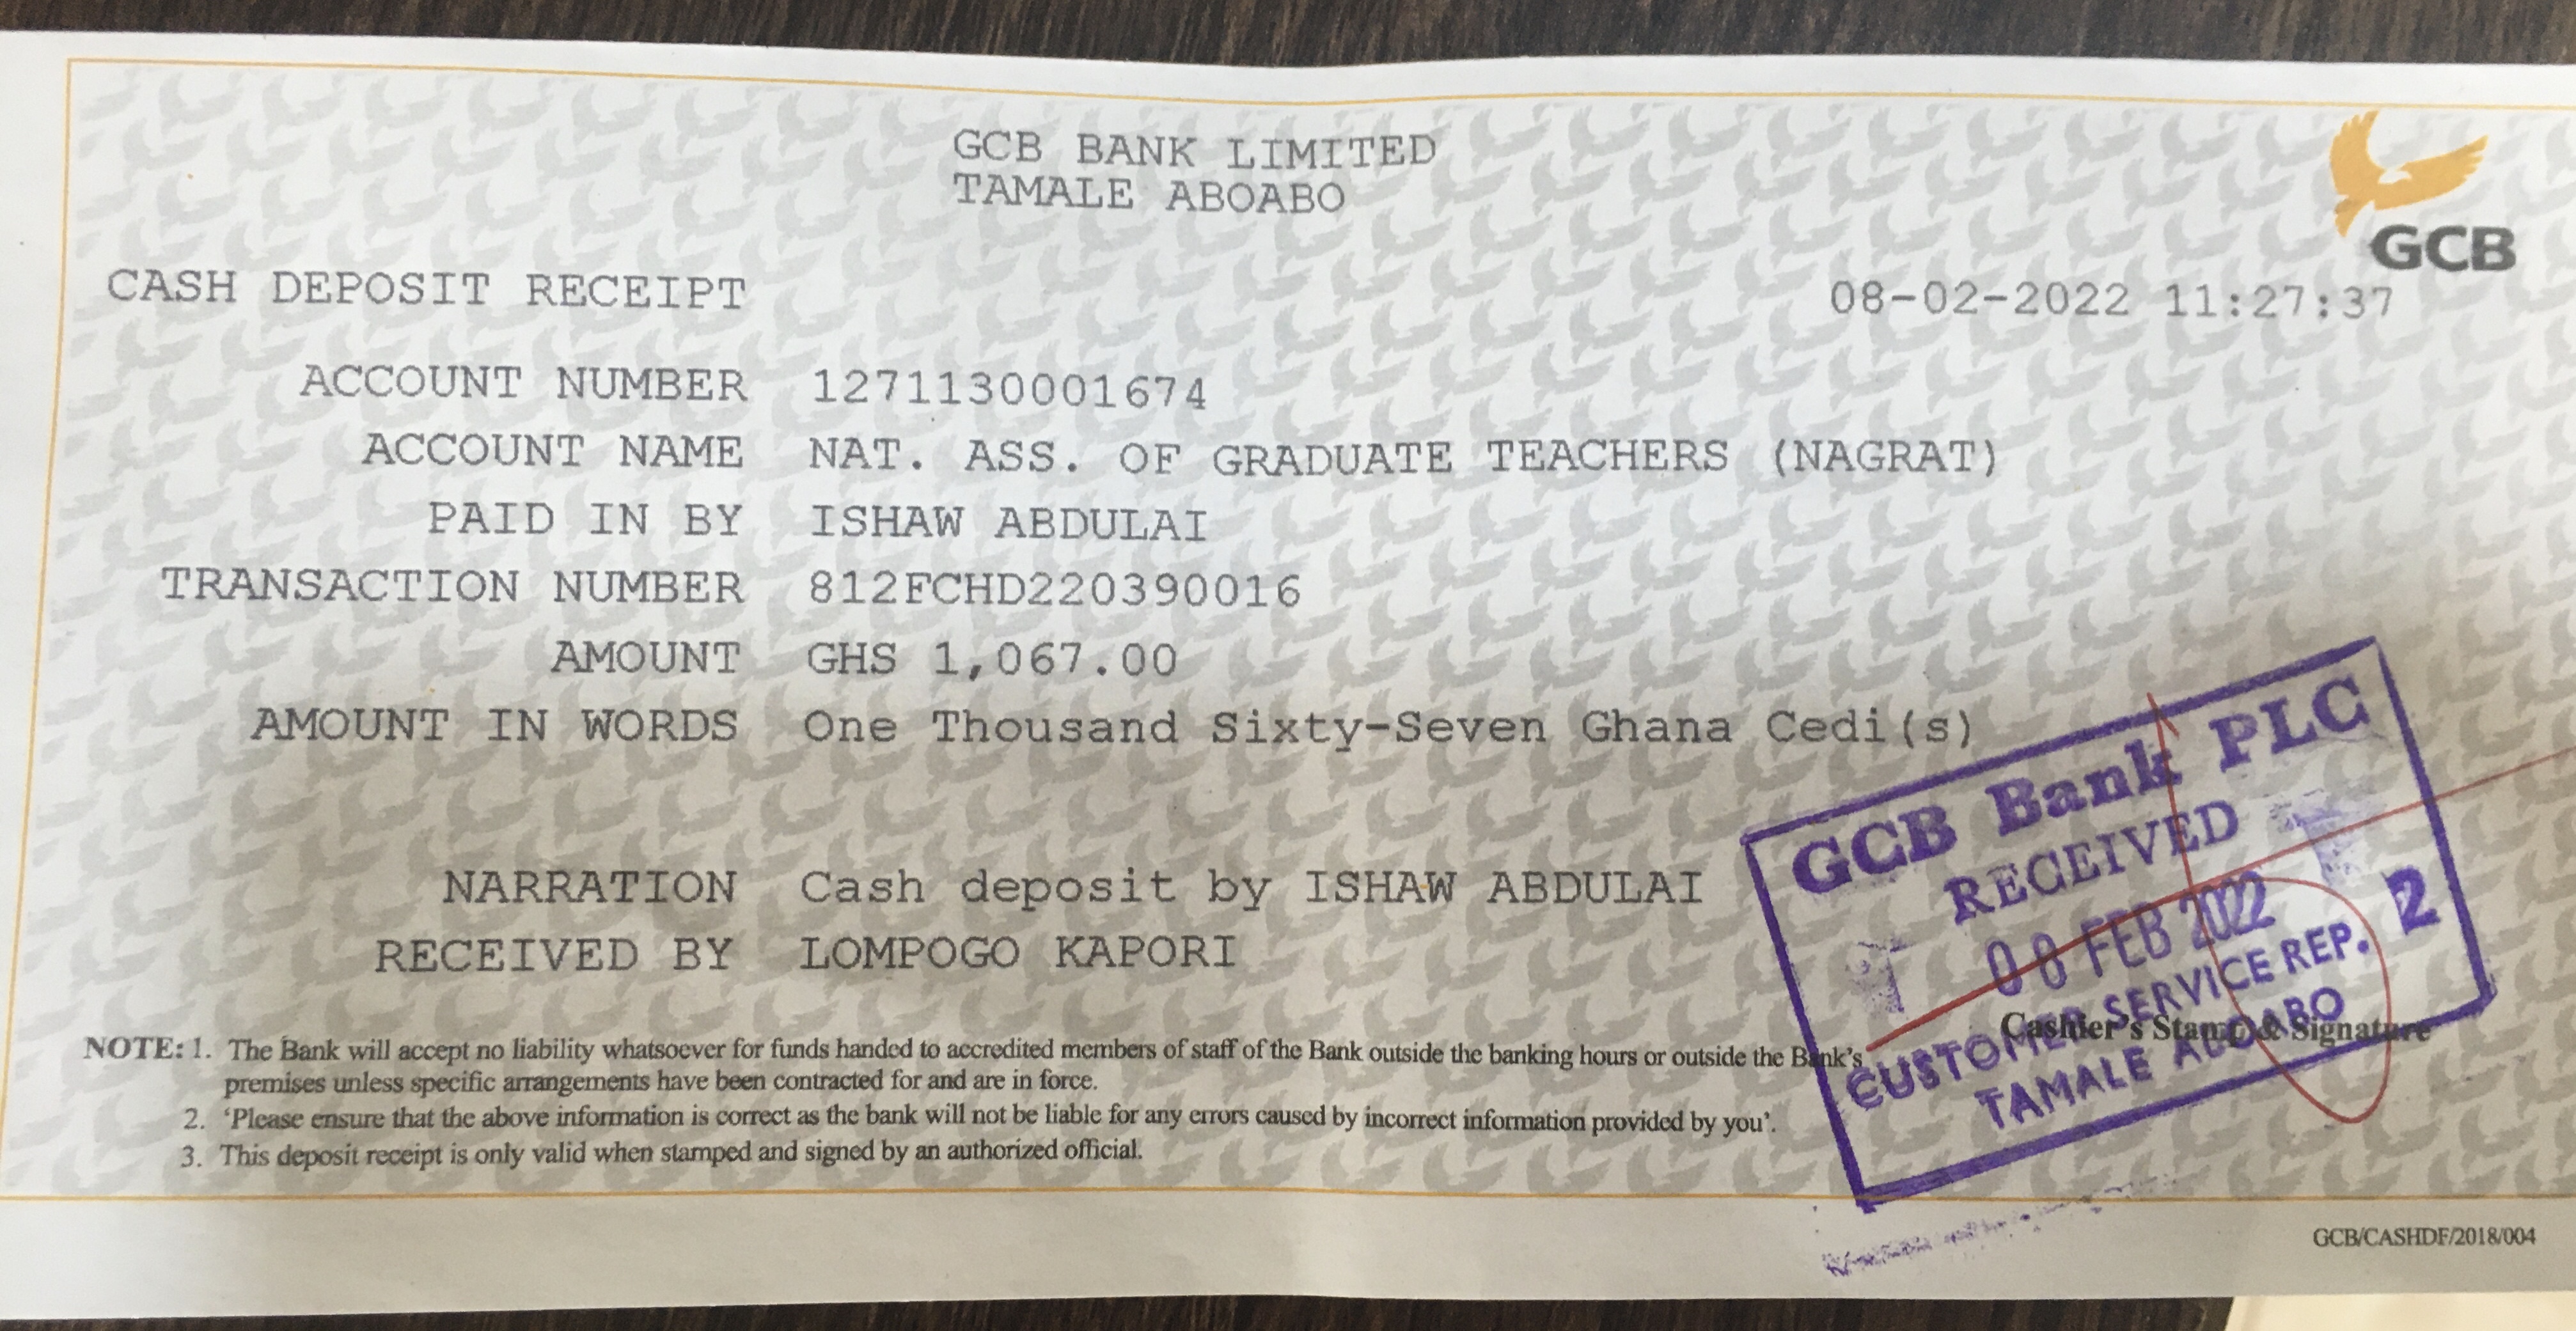 GCB BANK LIMITED
TAMALE ABOABO
GCB
CASH DEPOSIT RECEIPT 08-02-2022 11:27:37
ACCOUNT NUMBER 1271130001674
ACCOUNT NAME NAT. ASS. OF GRADUATE TEACHERS (NAGRAT)
PAID IN BY ISHAW ABDULAI
TRANSACTION NUMBER 812FCHD220390016
AMOUNT GHS 1,067.00
AMOUNT IN WORDS One Thousand Sixty-Seven Ghana Cedi(s)
NARRATION Cash deposit by ISHAW ABDULAI
RECEIVED BY LOMPOGO KAPORI
GCB Bank PLC
RECEIVED
08 FEB 2022
CUSTOMER SERVICE REP. 2
TAMALE ABOABO
Cashier's Stamp & Signature
NOTE: 1. The Bank will accept no liability whatsoever for funds handed to accredited members of staff of the Bank outside the banking hours or outside the Bank's
premises unless specific arrangements have been contracted for and are in force.
2. 'Please ensure that the above information is correct as the bank will not be liable for any errors caused by incorrect information provided by you'.
3. This deposit receipt is only valid when stamped and signed by an authorized official.
GCB/CASHDF/2018/004